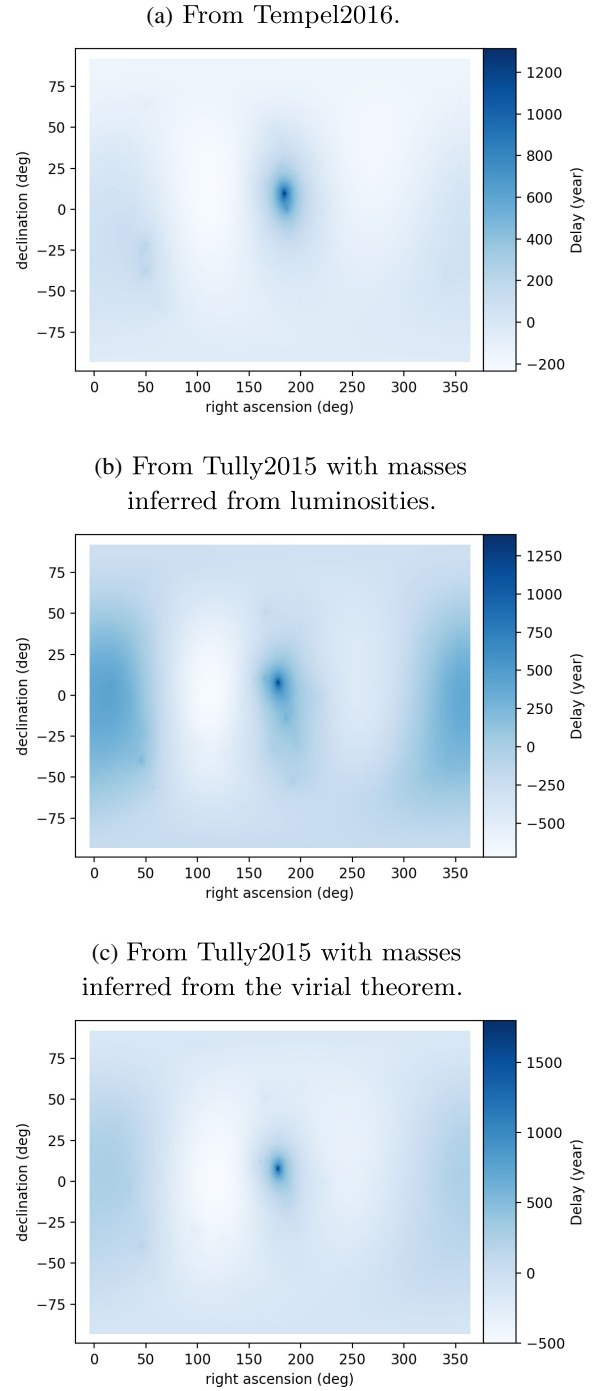 (a) From Tempel2016.
75
50
25
0
−25
−50
−75
declination (deg)
0 50 100 150 200 250 300 350
right ascension (deg)
1200
1000
800
600
400
200
0
−200
Delay (year)
(b) From Tully2015 with masses
inferred from luminosities.
75
50
25
0
−25
−50
−75
declination (deg)
0 50 100 150 200 250 300 350
right ascension (deg)
1250
1000
750
500
250
0
−250
−500
Delay (year)
(c) From Tully2015 with masses
inferred from the virial theorem.
75
50
25
0
−25
−50
−75
declination (deg)
0 50 100 150 200 250 300 350
right ascension (deg)
1500
1000
500
0
−500
Delay (year)